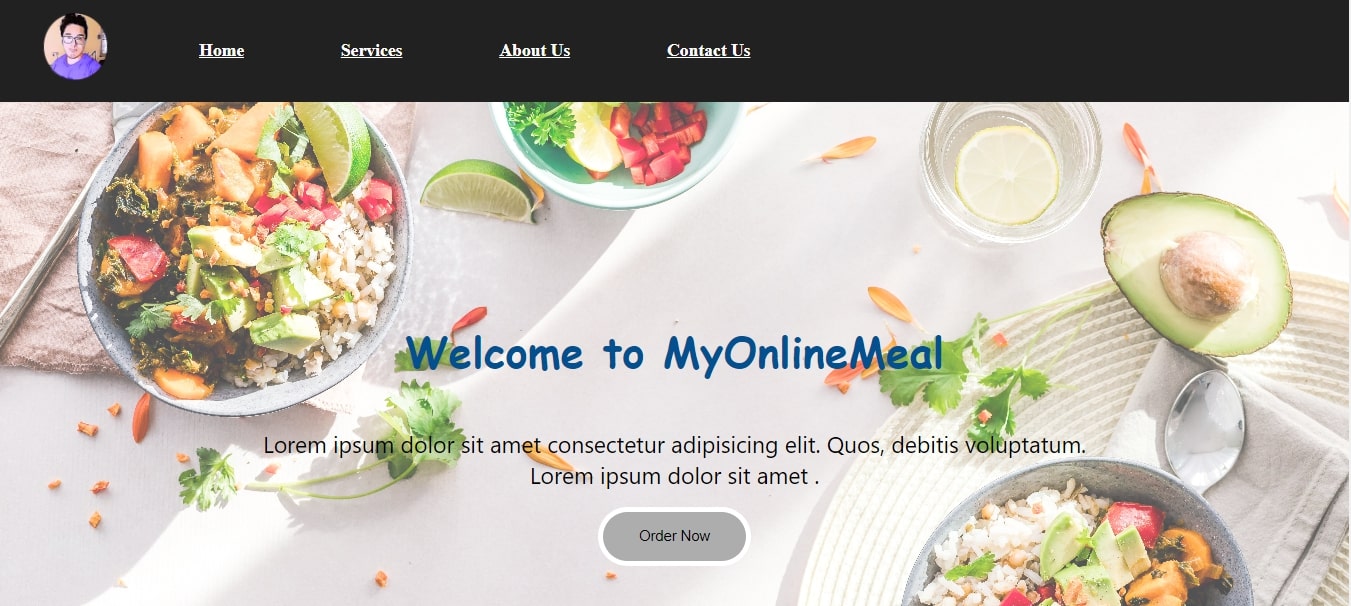 Home Services About Us Contact Us
Welcome to MyOnlineMeal
Lorem ipsum dolor sit amet consectetur adipisicing elit. Quos, debitis voluptatum.
Lorem ipsum dolor sit amet .
Order Now